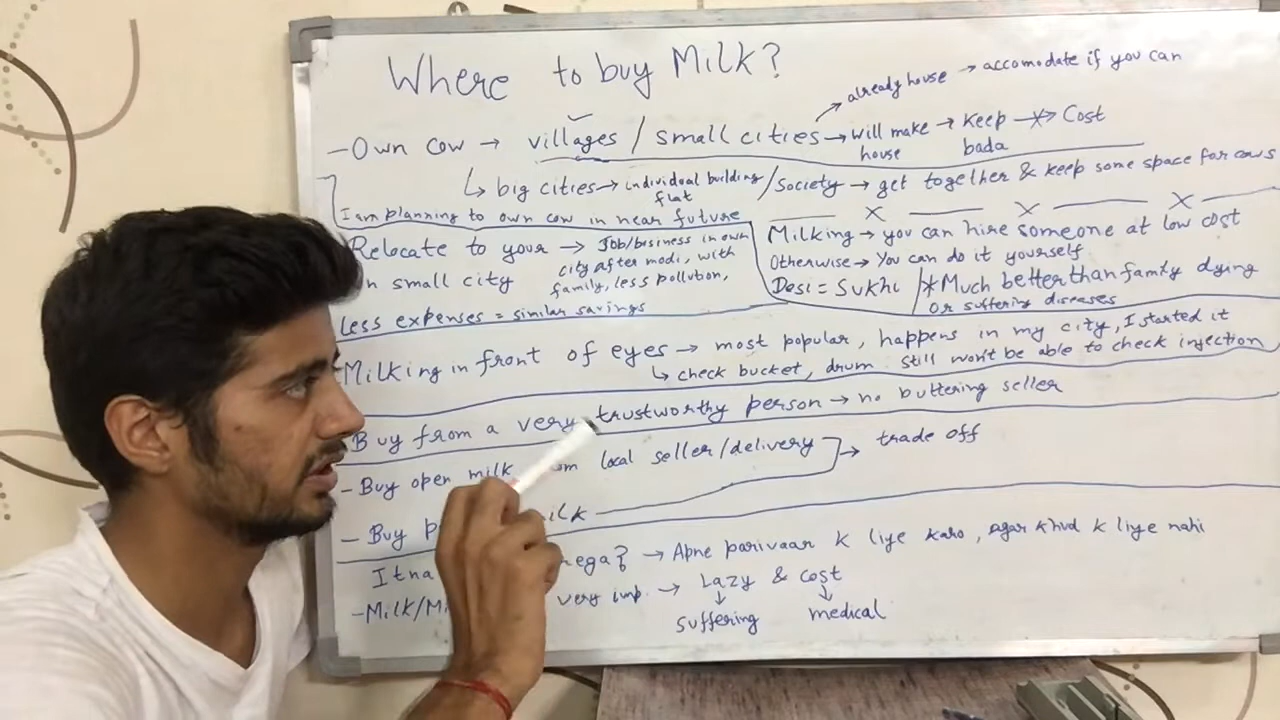 Where to buy Milk?
already house → accomodate if you can
- Own cow → villages / small cities → will make house → Keep bada → Cost
↳ big cities → individual building flat / Society → get together & keep some space for cows
I am planning to own cow in near future
Relocate to your → Job/business in own
n small city
city after modi, with
family, less pollution,
Less expenses = similar savings
Milking → you can hire someone at low cost
Otherwise → You can do it yourself
Desi = Sukhi / * Much better than family dying
or suffering diseases
- Milking in front of eyes → most popular, happens in my city, I started it
↳ check bucket, drum. still won't be able to check injection
Buy from a very trustworthy person → no buttering seller
- Buy open milk om local seller/delivery → trade off
- Buy p ilk
Itna nega? → Apne parivaar k liye karo, agar khud k liye nahi
- Milk/Mi very imp. → Lazy & cost
↓ suffering ↓ medical